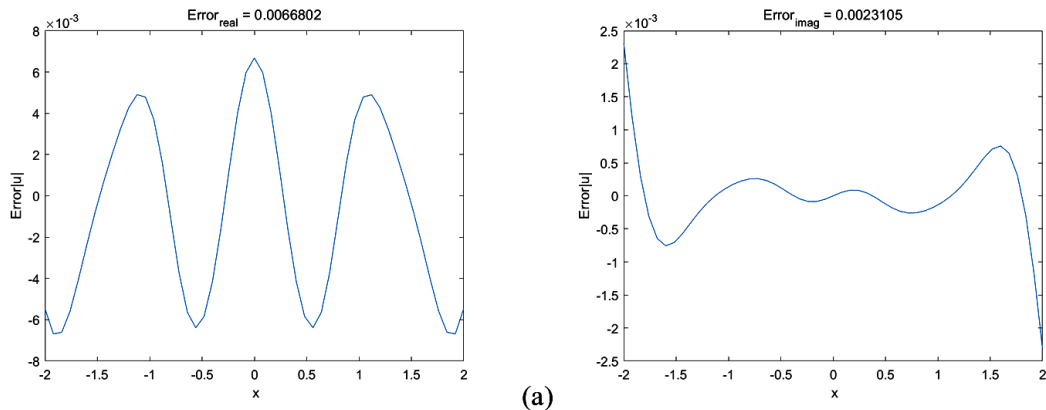 Error_real = 0.0066802
×10^-3
8
6
4
2
0
-2
-4
-6
-8
Error|u|
-2 -1.5 -1 -0.5 0 0.5 1 1.5 2
x
Error_imag = 0.0023105
×10^-3
2.5
2
1.5
1
0.5
0
-0.5
-1
-1.5
-2
-2.5
Error|u|
-2 -1.5 -1 -0.5 0 0.5 1 1.5 2
x
(a)